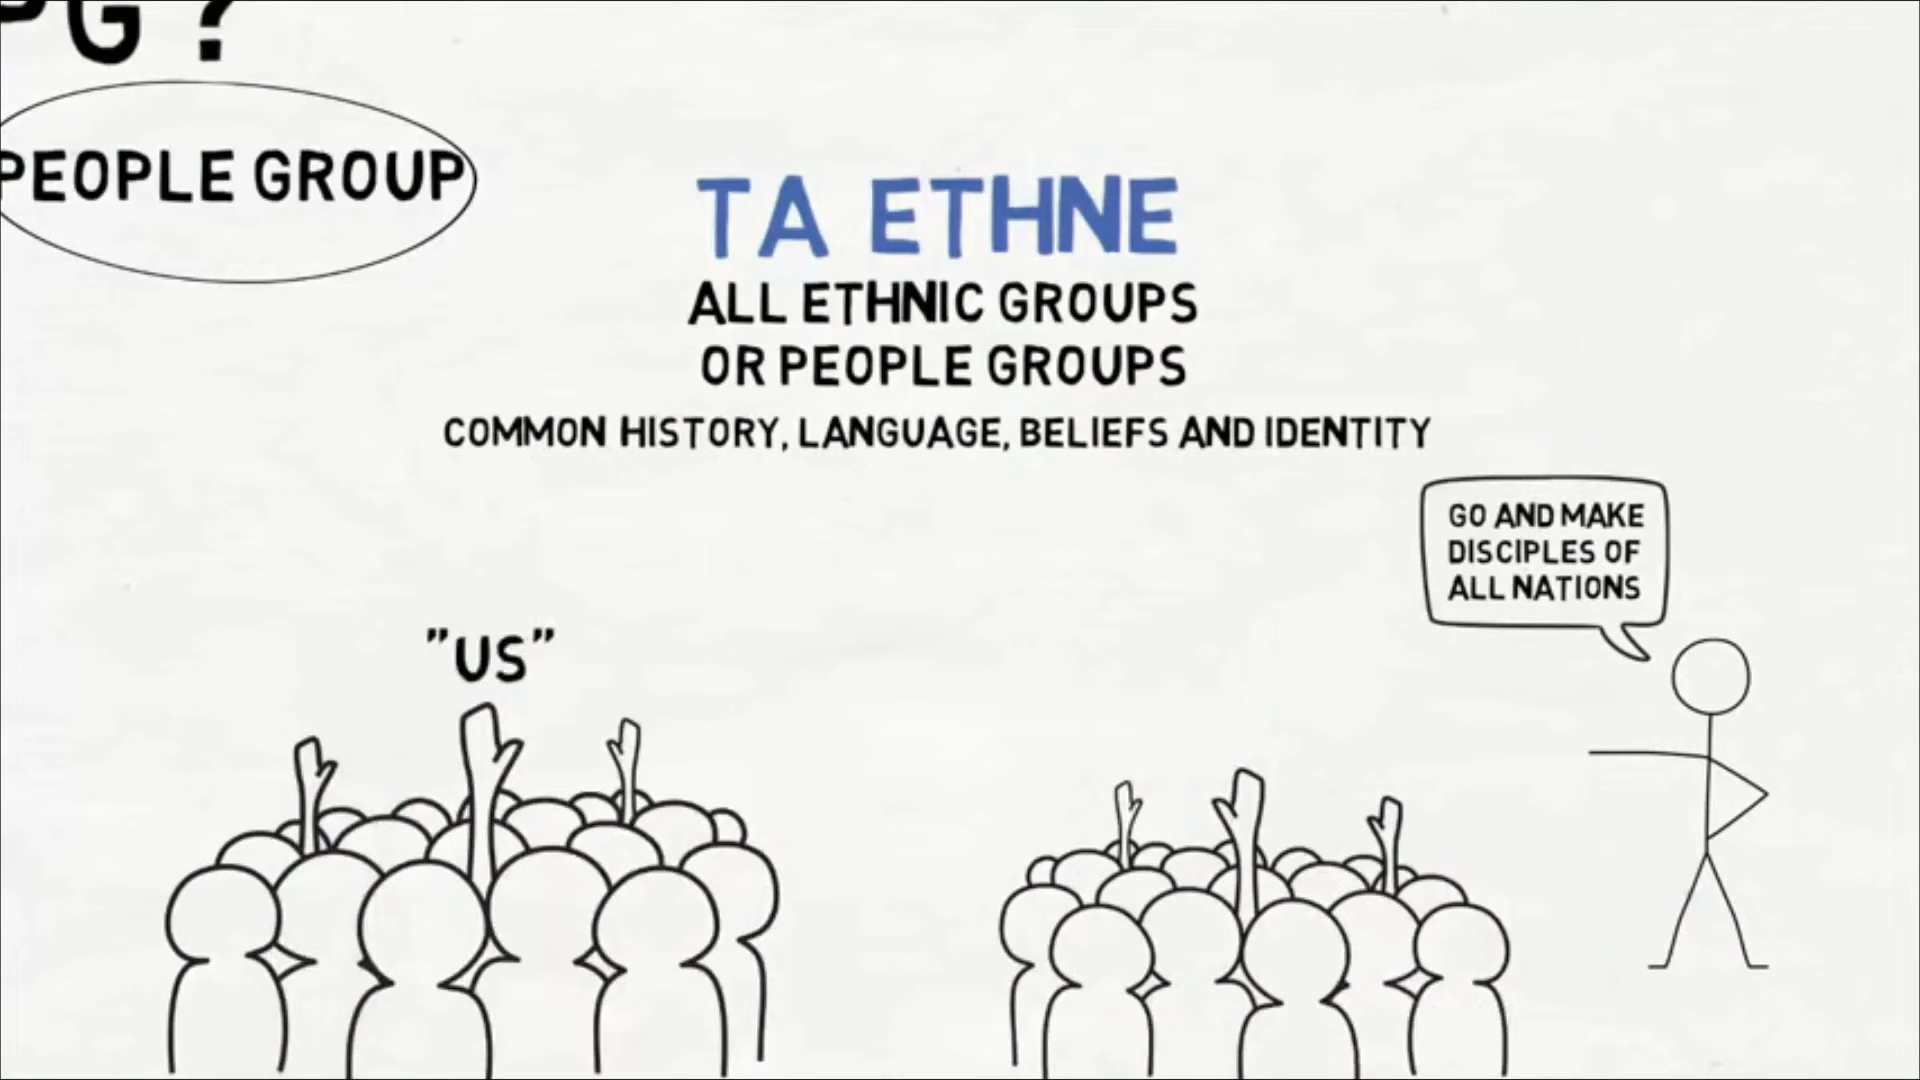 PG?
PEOPLE GROUP
TA ETHNE
ALL ETHNIC GROUPS
OR PEOPLE GROUPS
COMMON HISTORY, LANGUAGE, BELIEFS AND IDENTITY
GO AND MAKE
DISCIPLES OF
ALL NATIONS
"US"